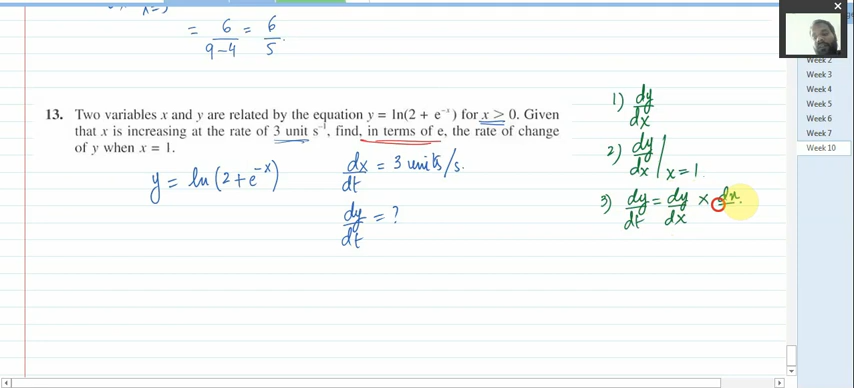 x=3
= 6/(9-4) = 6/5.
13. Two variables x and y are related by the equation y = ln(2 + e⁻ˣ) for x > 0. Given
that x is increasing at the rate of 3 unit s⁻¹, find, in terms of e, the rate of change
of y when x = 1.
y = ln(2+e⁻ˣ)
dx/dt = 3 units/s.
dy/dt = ?
1) dy/dx
2) dy/dx | x=1.
3) dy/dt = dy/dx × dx
Week 2
Week 3
Week 4
Week 5
Week 6
Week 7
Week 10